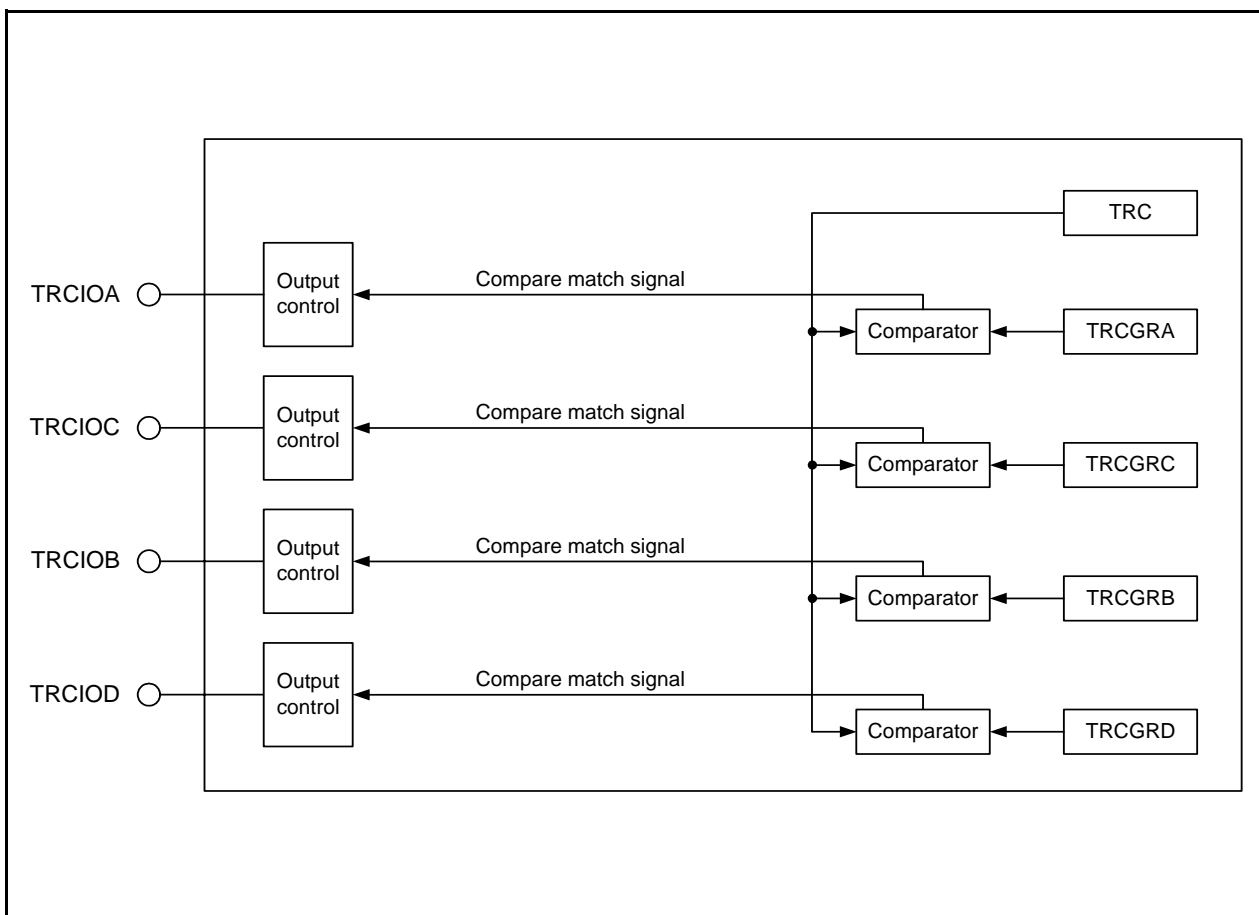 TRC
TRCIOA
Output
control
Compare match signal
Comparator
TRCGRA
TRCIOC
Output
control
Compare match signal
Comparator
TRCGRC
TRCIOB
Output
control
Compare match signal
Comparator
TRCGRB
TRCIOD
Output
control
Compare match signal
Comparator
TRCGRD